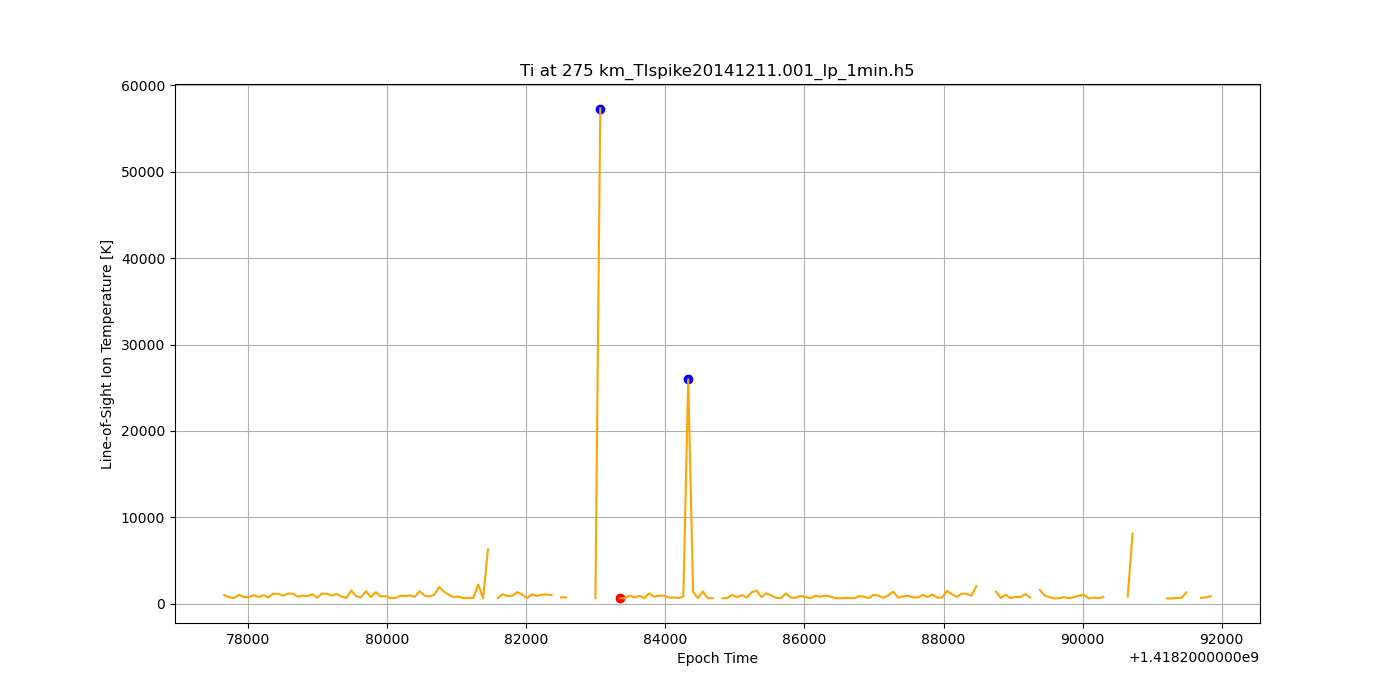 Ti at 275 km_TIspike20141211.001_lp_1min.h5
Line-of-Sight Ion Temperature [K]
60000
50000
40000
30000
20000
10000
0
78000 80000 82000 84000 86000 88000 90000 92000
Epoch Time
+1.4182000000e9